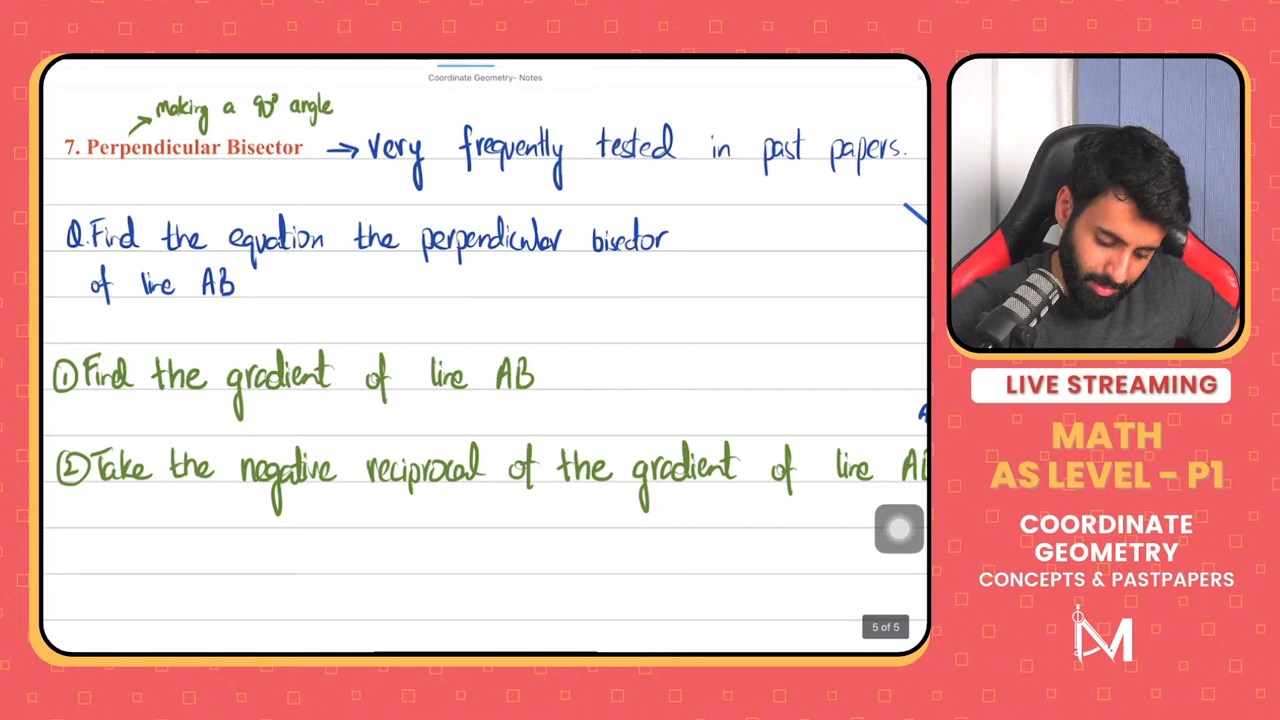 Coordinate Geometry- Notes
making a 90° angle
7. Perpendicular Bisector → very frequently tested in past papers.
Q. Find the equation the perpendicular bisector
of line AB
① Find the gradient of line AB
② Take the negative reciprocal of the gradient of line AB
A
5 of 5
LIVE STREAMING
MATH
AS LEVEL - P1
COORDINATE
GEOMETRY
CONCEPTS & PASTPAPERS
M